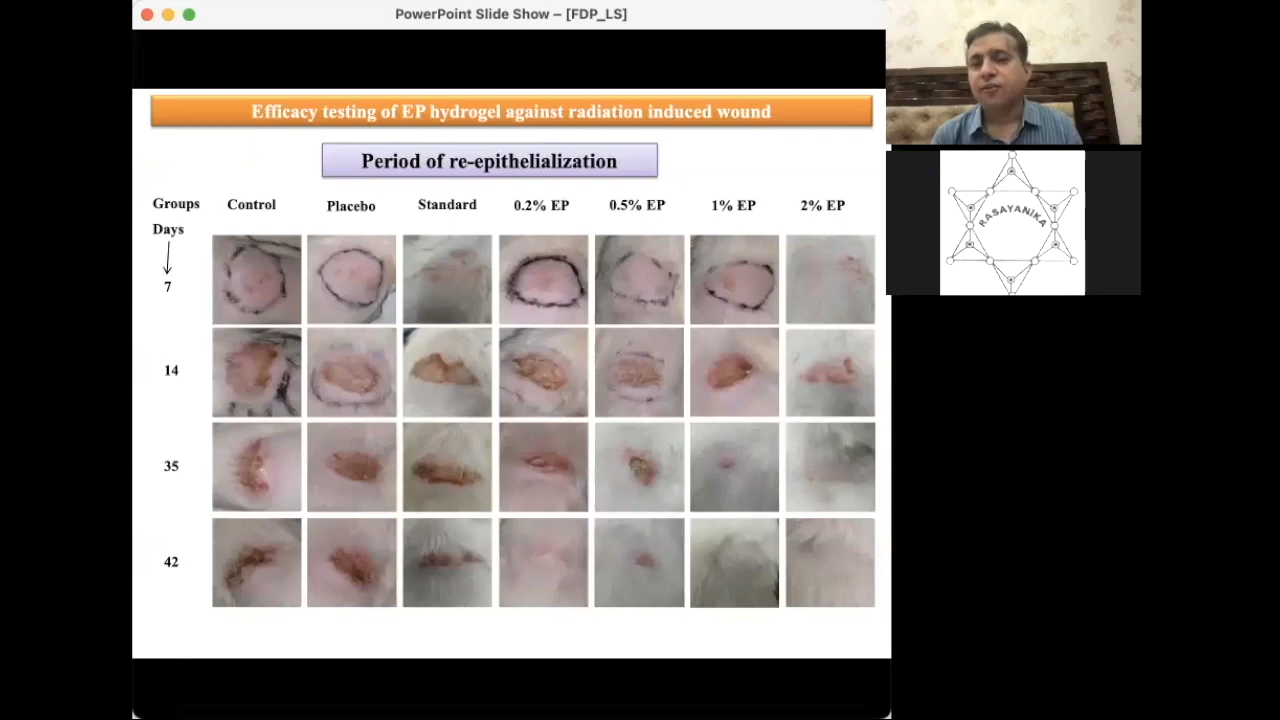 PowerPoint Slide Show – [FDP_LS]
Efficacy testing of EP hydrogel against radiation induced wound
Period of re-epithelialization
Groups Control Placebo Standard 0.2% EP 0.5% EP 1% EP 2% EP
Days
7
14
35
42
RASAYANIKA